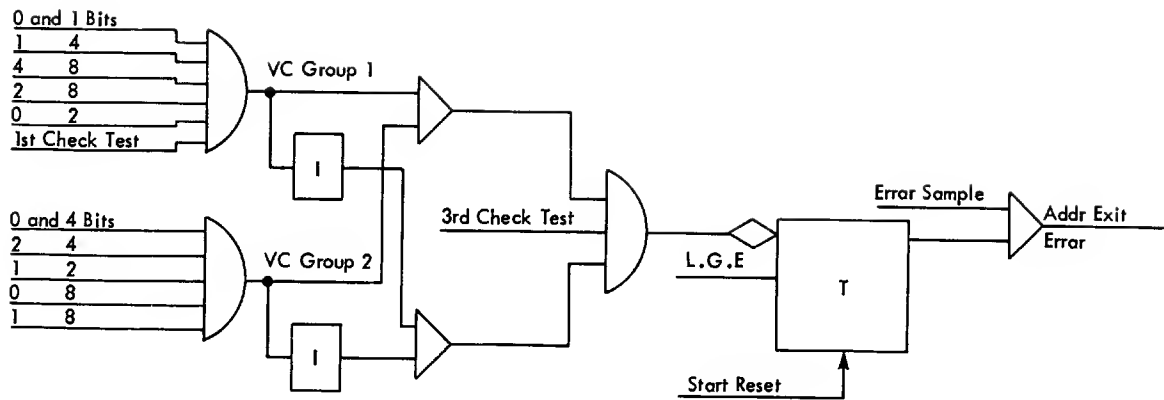 0 and 1 Bits
1 4
4 8
2 8
0 2
1st Check Test
VC Group 1
I
3rd Check Test
0 and 4 Bits
2 4
1 2
0 8
1 8
VC Group 2
I
L.G.E
T
Start Reset
Errar Sample
Addr Exit
Errar